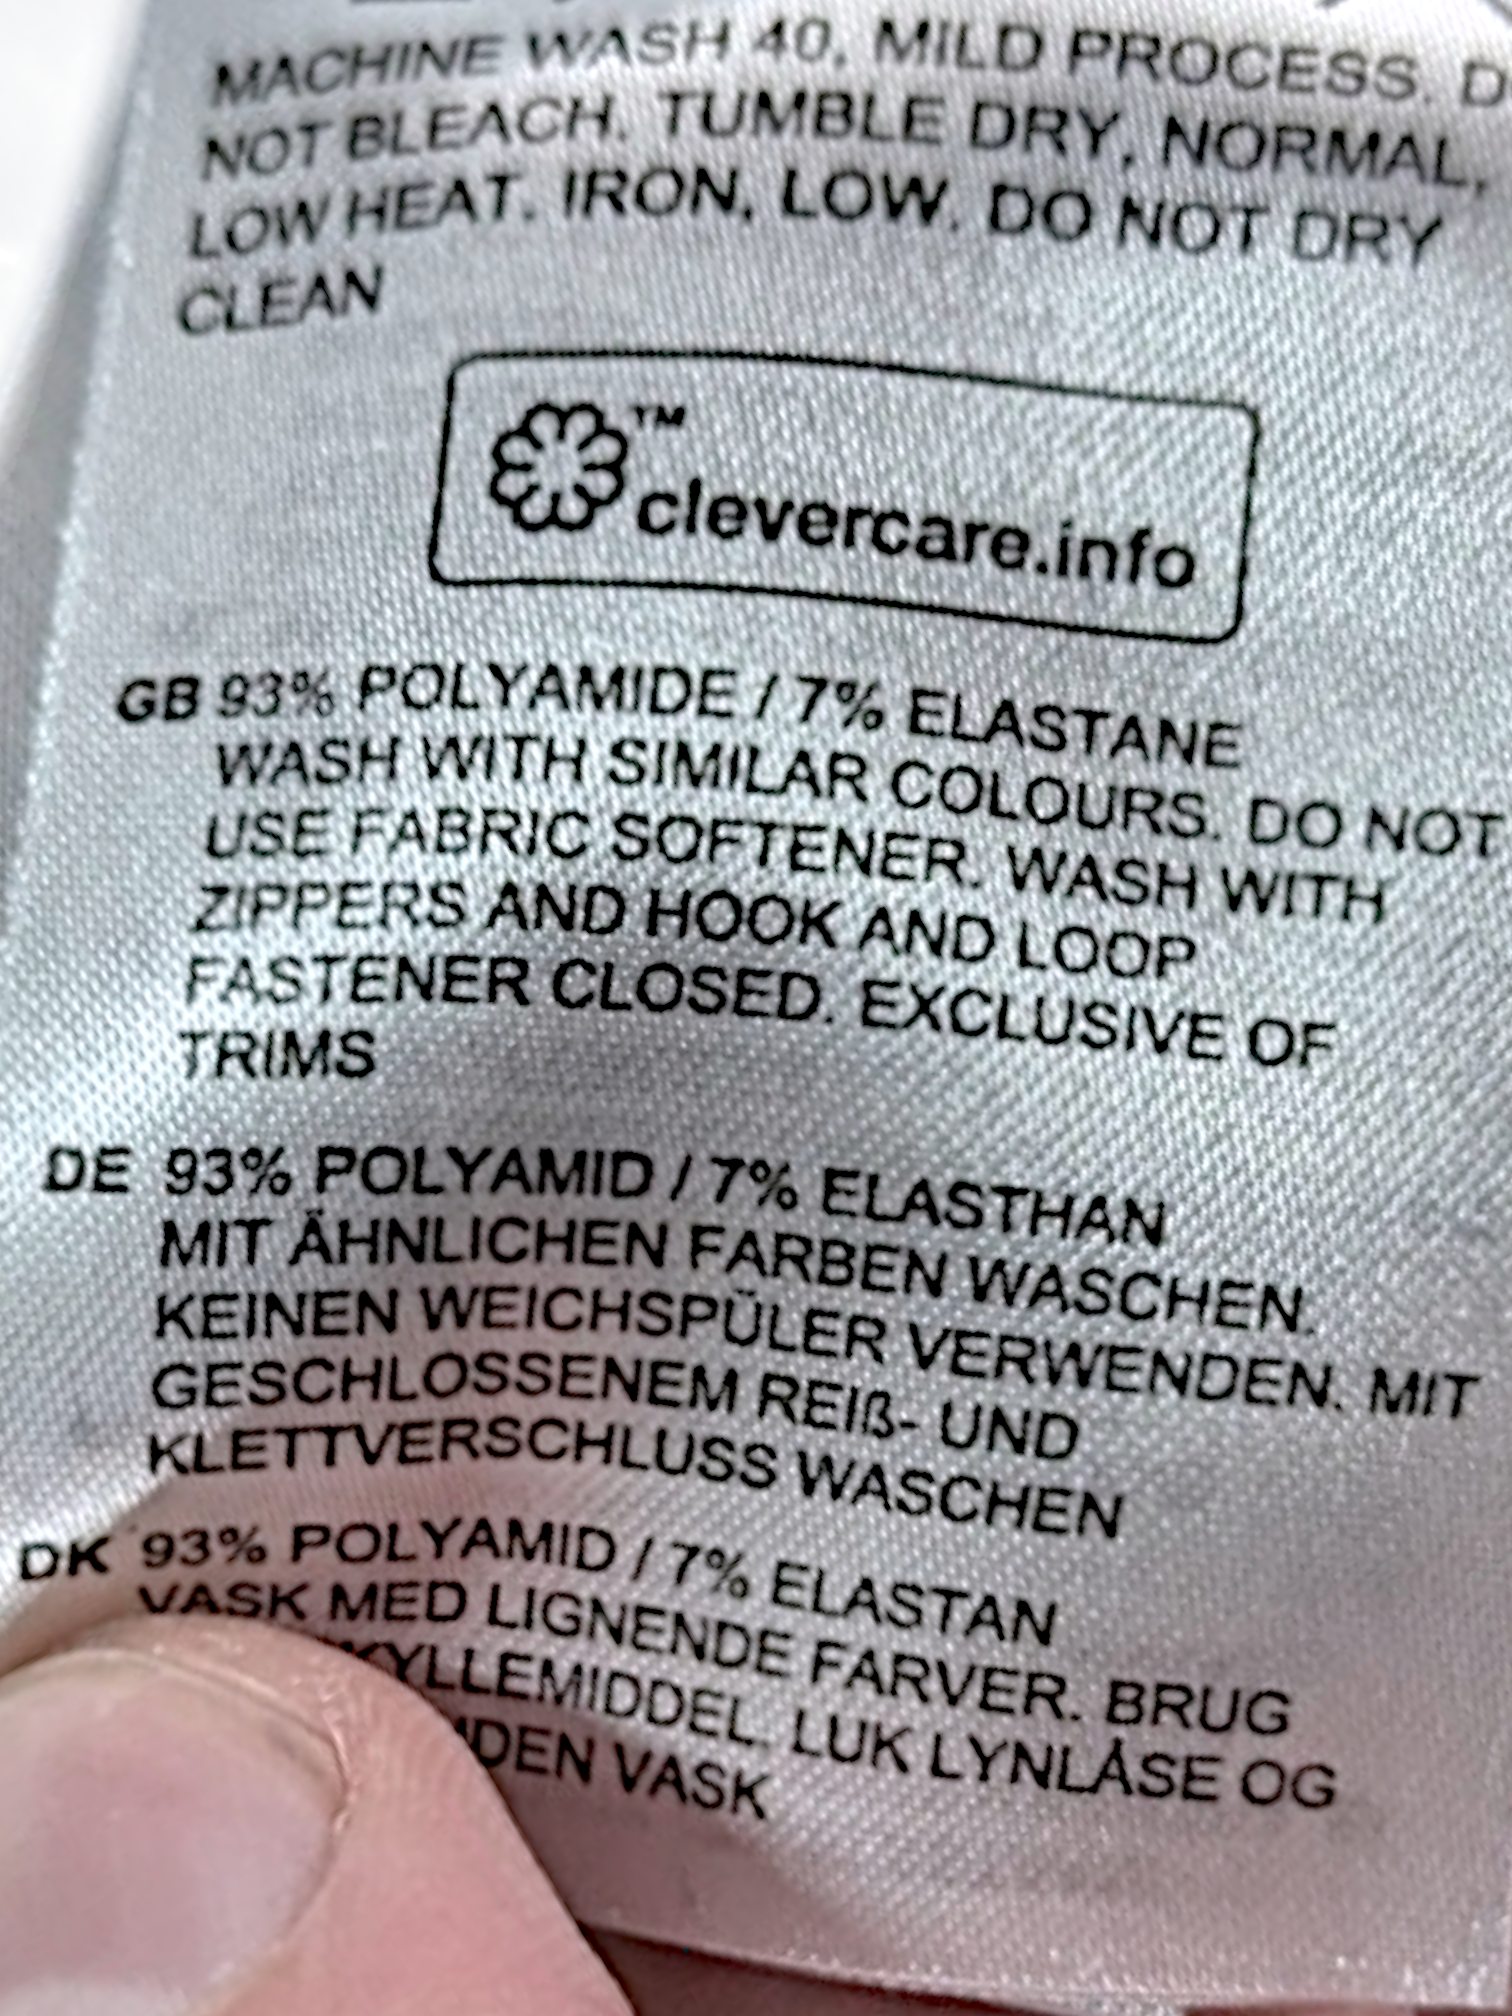 MACHINE WASH 40, MILD PROCESS. D
NOT BLEACH. TUMBLE DRY, NORMAL,
LOW HEAT. IRON, LOW. DO NOT DRY
CLEAN
TM
clevercare.info
GB 93% POLYAMIDE / 7% ELASTANE
WASH WITH SIMILAR COLOURS. DO NOT
USE FABRIC SOFTENER. WASH WITH
ZIPPERS AND HOOK AND LOOP
FASTENER CLOSED. EXCLUSIVE OF
TRIMS
DE 93% POLYAMID / 7% ELASTHAN
MIT ÄHNLICHEN FARBEN WASCHEN.
KEINEN WEICHSPÜLER VERWENDEN. MIT
GESCHLOSSENEM REIß- UND
KLETTVERSCHLUSS WASCHEN
DK 93% POLYAMID / 7% ELASTAN
VASK MED LIGNENDE FARVER. BRUG
KYLLEMIDDEL. LUK LYNLÅSE OG
DEN VASK